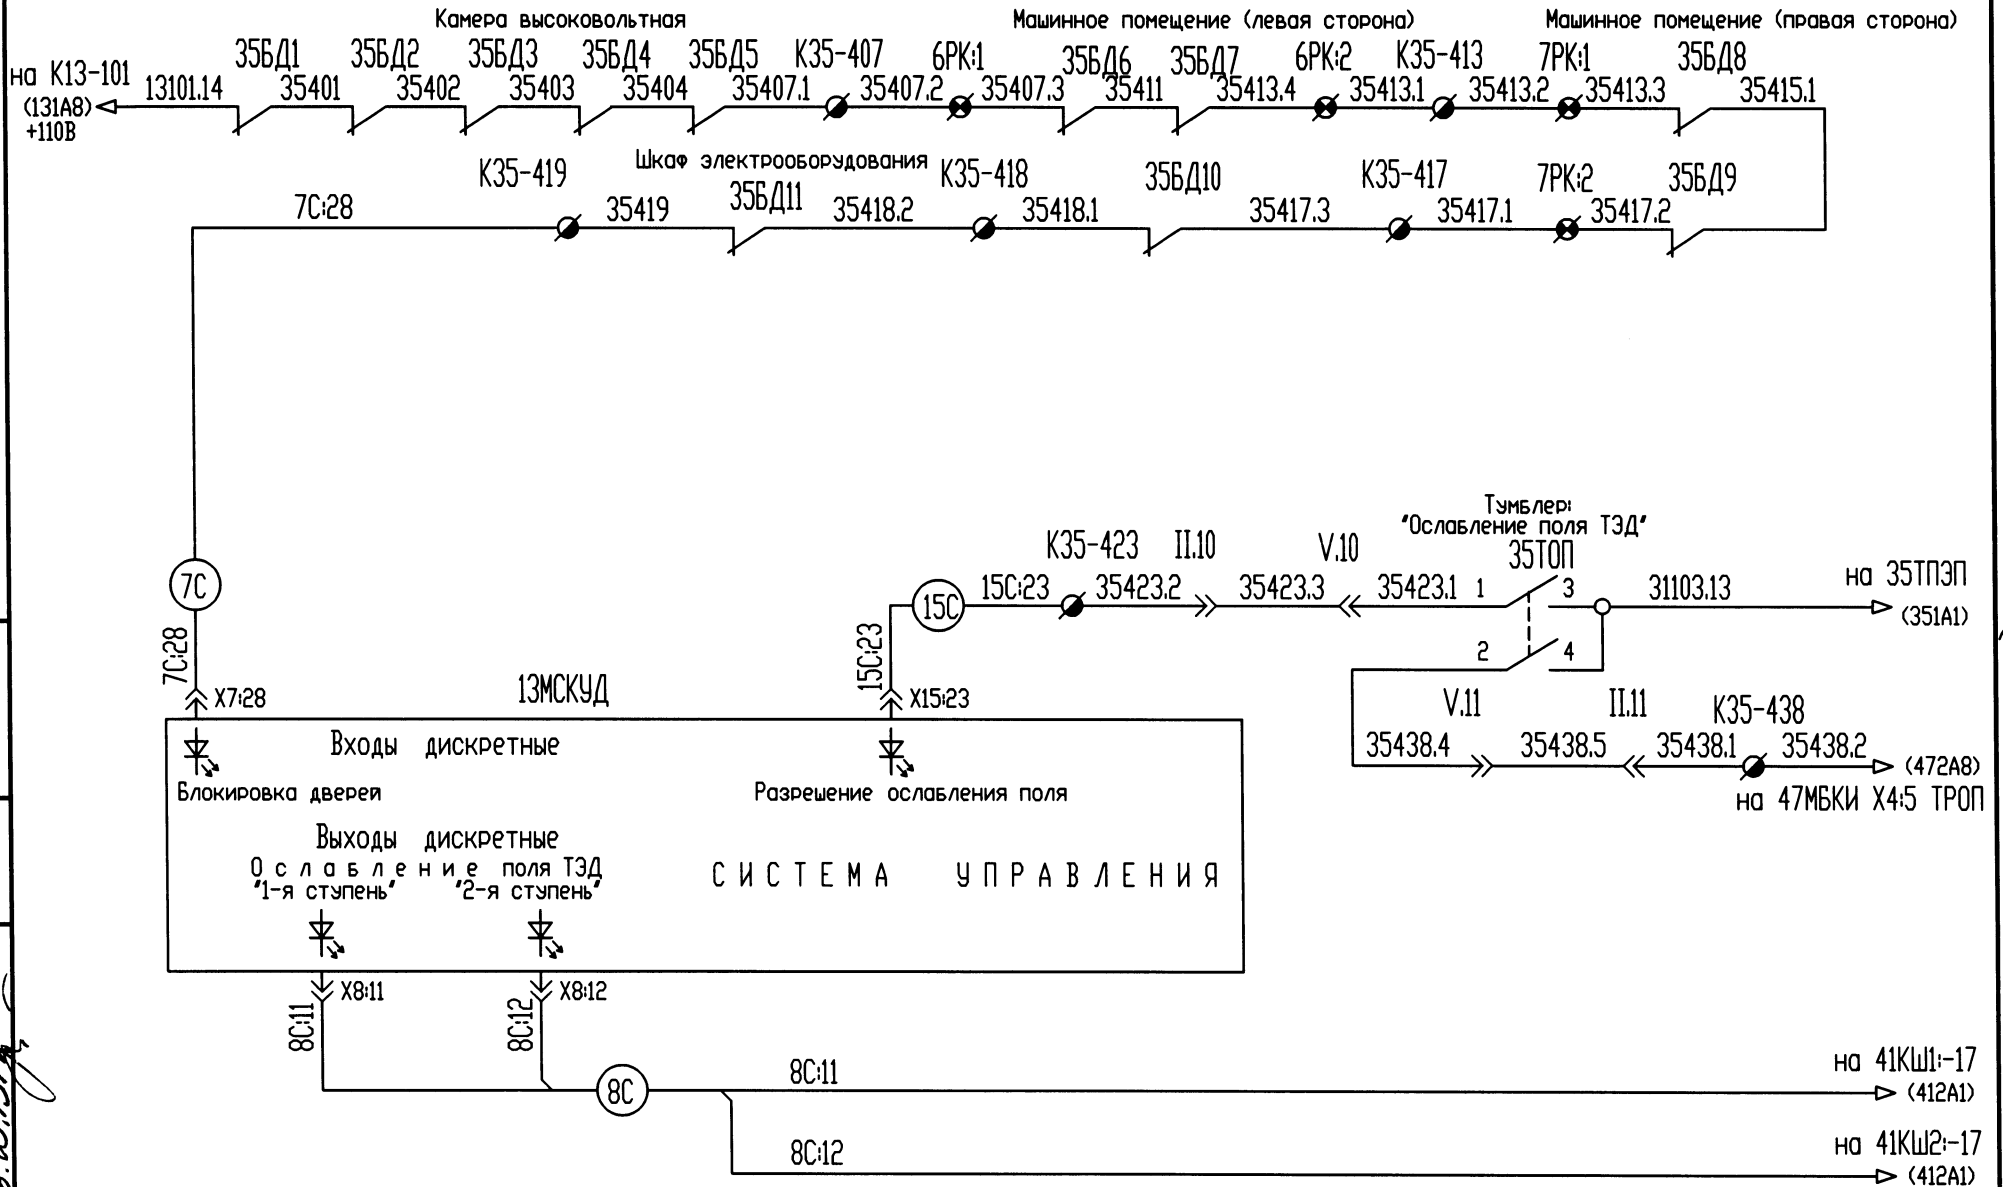 Камера высоковольтная
Машинное помещение (левая сторона)
Машинное помещение (правая сторона)
35БД1 35БД2 35БД3 35БД4 35БД5 К35-407 6РК:1 35БД6 35БД7 6РК:2 К35-413 7РК:1 35БД8
на К13-101
(131А8)
+110В
13101.14 35401 35402 35403 35404 35407.1 35407.2 35407.3 35411 35413.4 35413.1 35413.2 35413.3 35415.1
Шкаф электрооборудования
К35-419 35БД11 К35-418 35БД10 К35-417 7РК:2 35БД9
7С:28 35419 35418.2 35418.1 35417.3 35417.1 35417.2
Тумблер:
"Ослабление поля ТЭД"
35ТОП
К35-423 II.10 V.10
7С
15С
15С:23 35423.2 35423.3 35423.1 1 3 31103.13
на 35ТПЭП
(351А1)
2 4
7С:28
15С:23
Х7:28
13МСКУД
Х15:23
V.11 II.11 К35-438
35438.4 35438.5 35438.1 35438.2
(472А8)
на 47МБКИ Х4:5 ТРОП
Входы дискретные
Блокировка дверей
Разрешение ослабления поля
Выходы дискретные
Ослабление поля ТЭД
"1-я ступень" "2-я ступень"
СИСТЕМА УПРАВЛЕНИЯ
Х8:11 Х8:12
8С:11
8С:12
8С
8С:11
на 41КШ1:-17
(412А1)
8С:12
на 41КШ2:-17
(412А1)